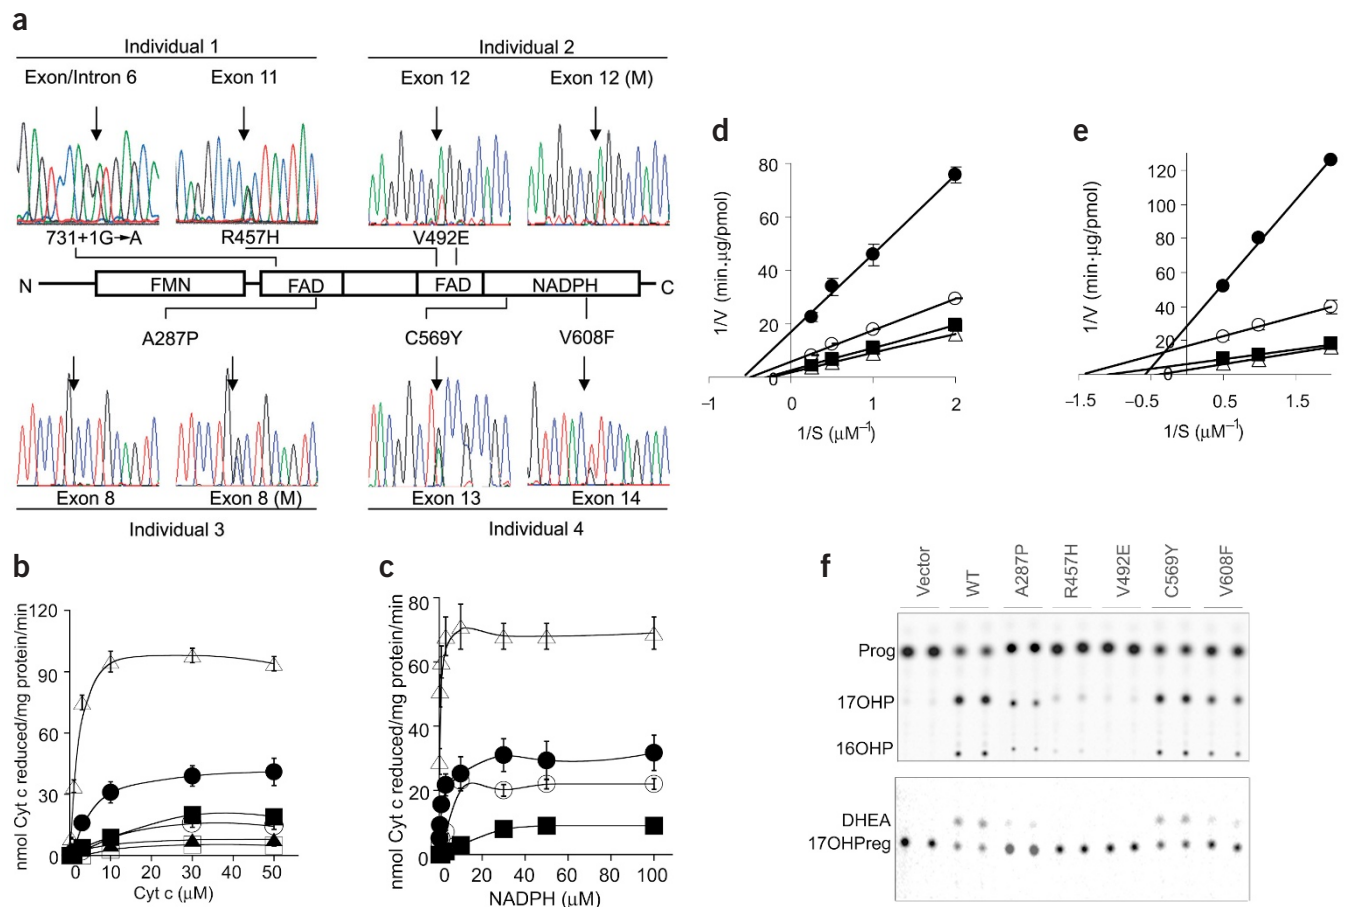 a
Individual 1
Individual 2
Exon/Intron 6
Exon 11
Exon 12
Exon 12 (M)
731+1G→A
R457H
V492E
N
FMN
FAD
FAD
NADPH
C
A287P
C569Y
V608F
Exon 8
Exon 8 (M)
Exon 13
Exon 14
Individual 3
Individual 4
d
1/V (min.μg/pmol)
80
60
40
20
0
–1
0
1
2
1/S (μM⁻¹)
e
1/V (min·μg/pmol)
120
100
80
60
40
20
0
–1.5
–0.5
0.5
1.5
1/S (μM⁻¹)
b
nmol Cyt c reduced/mg protein/min
120
90
60
30
0
0 10 20 30 40 50
Cyt c (μM)
c
nmol Cyt c reduced/mg protein/min
80
60
40
20
0
0 20 40 60 80 100
NADPH (μM)
f
Vector
WT
A287P
R457H
V492E
C569Y
V608F
Prog
17OHP
16OHP
DHEA
17OHPreg